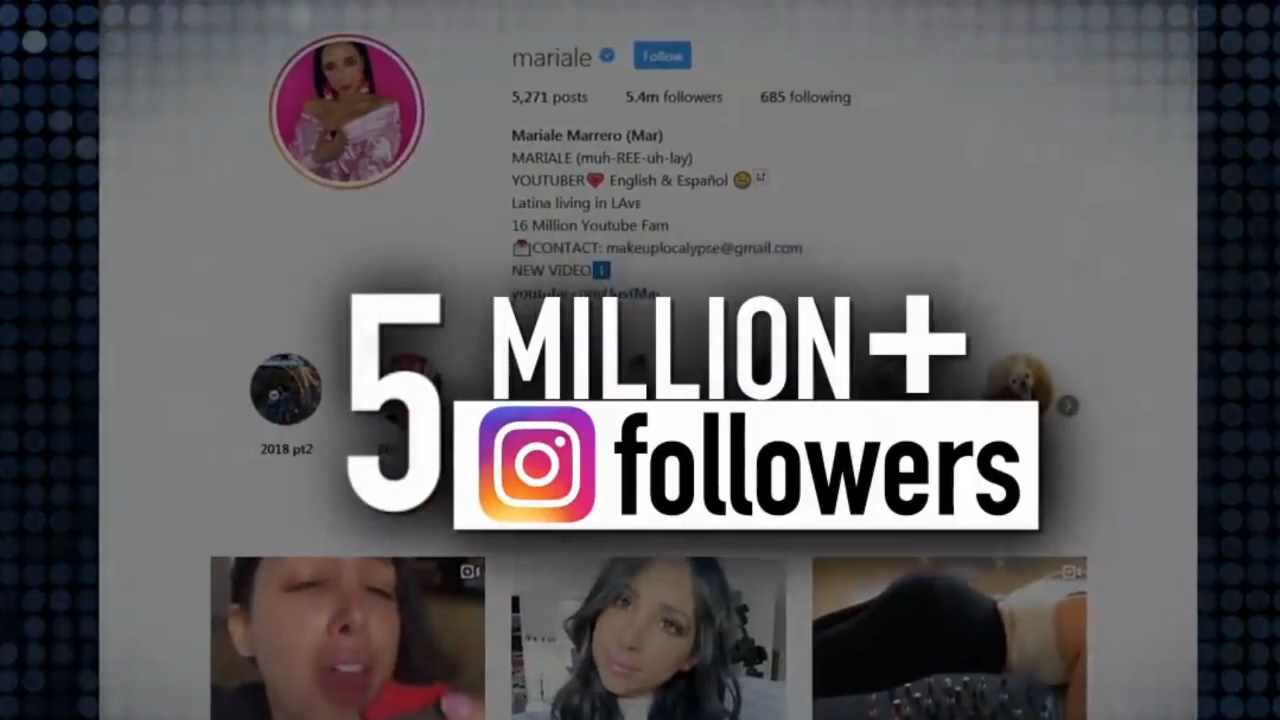 mariale Follow
5,271 posts 5.4m followers 685 following
Mariale Marrero (Mar)
MARIALE (muh-REE-uh-lay)
YOUTUBER❤️ English & Español
Latina living in LAve
16 Million Youtube Fam
CONTACT: makeuplocalypse@gmail.com
NEW VIDEO
5 MILLION+
followers
2018 pt2